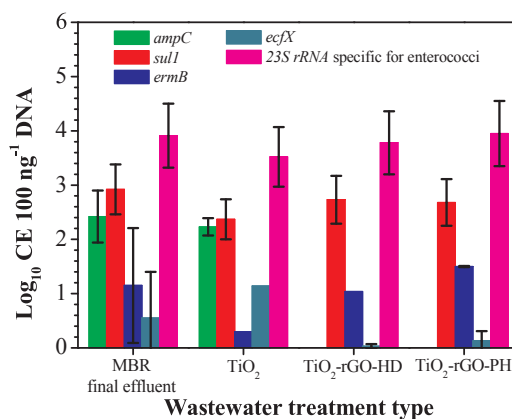 ampC
sul1
ermB
ecfX
23S rRNA specific for enterococci
6
5
4
3
2
1
0
Log₁₀ CE 100 ng⁻¹ DNA
MBR
final effluent
TiO₂
TiO₂-rGO-HD
TiO₂-rGO-PH
Wastewater treatment type